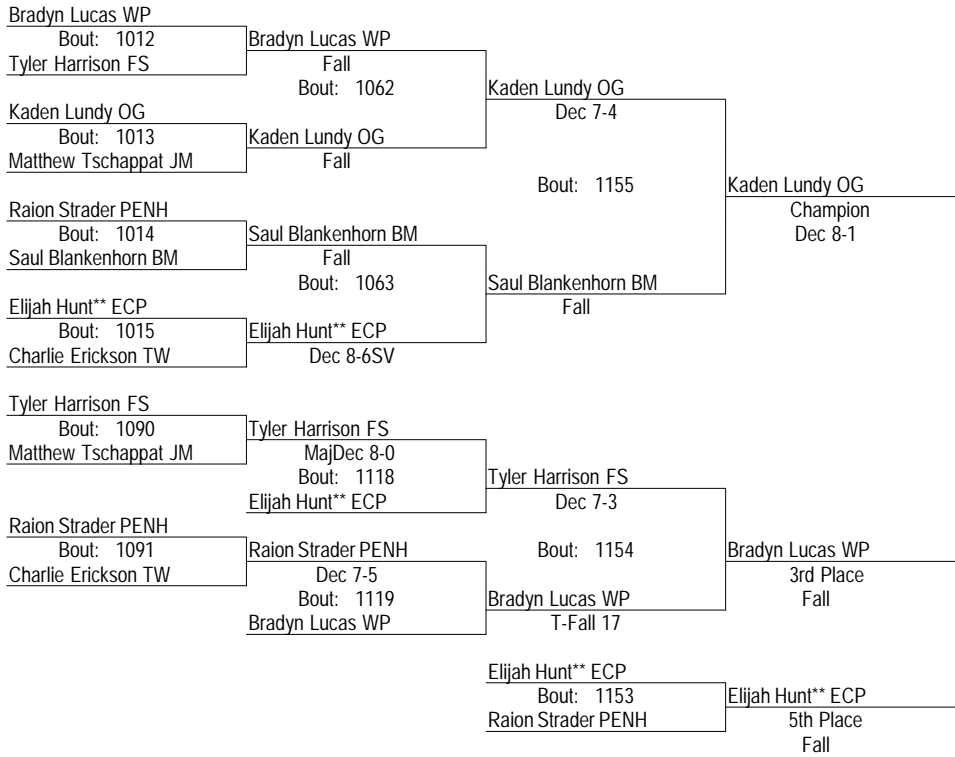 Bradyn Lucas WP
Bout: 1012
Tyler Harrison FS
Bradyn Lucas WP
Fall
Bout: 1062
Kaden Lundy OG
Bout: 1013
Matthew Tschappat JM
Kaden Lundy OG
Fall
Kaden Lundy OG
Dec 7-4
Bout: 1155
Raion Strader PENH
Bout: 1014
Saul Blankenhorn BM
Saul Blankenhorn BM
Fall
Bout: 1063
Elijah Hunt** ECP
Bout: 1015
Charlie Erickson TW
Elijah Hunt** ECP
Dec 8-6SV
Saul Blankenhorn BM
Fall
Kaden Lundy OG
Champion
Dec 8-1
Tyler Harrison FS
Bout: 1090
Matthew Tschappat JM
Tyler Harrison FS
MajDec 8-0
Bout: 1118
Elijah Hunt** ECP
Tyler Harrison FS
Dec 7-3
Bout: 1154
Raion Strader PENH
Bout: 1091
Charlie Erickson TW
Raion Strader PENH
Dec 7-5
Bout: 1119
Bradyn Lucas WP
Bradyn Lucas WP
T-Fall 17
Bradyn Lucas WP
3rd Place
Fall
Elijah Hunt** ECP
Bout: 1153
Raion Strader PENH
Elijah Hunt** ECP
5th Place
Fall